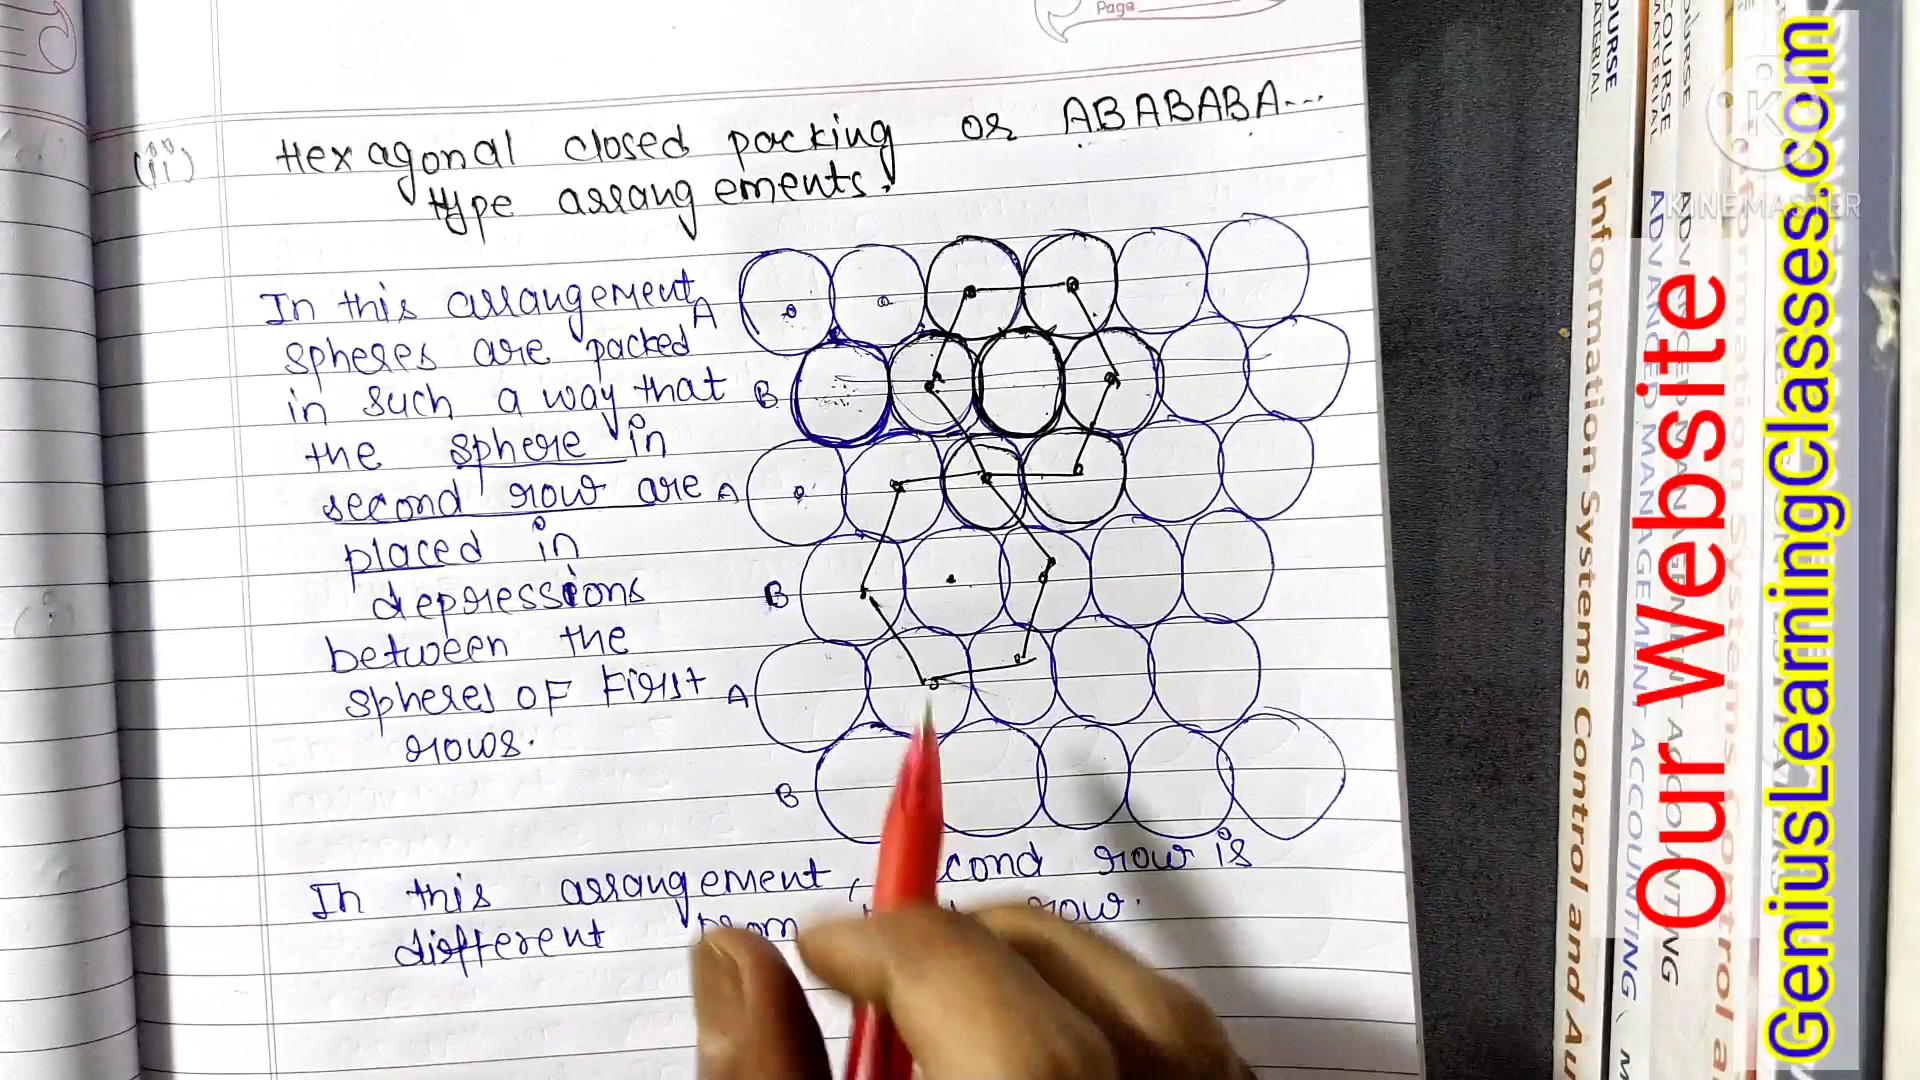 Page
(ii) Hexagonal closed packing or ABABABA...
type arrangements.
In this arrangement
spheres are packed
in such a way that
the sphere in
second row are
placed in
depressions
between the
spheres of First
rows.
A
B
A
B
A
B
In this arrangement, cond row is
different from row.
Our Website
GeniusLearningClasses.com
KINEMASTER
Information Systems Control and Au
ADVANCED MANAGEMENT ACCOUNTING
COURSE
MATERIAL